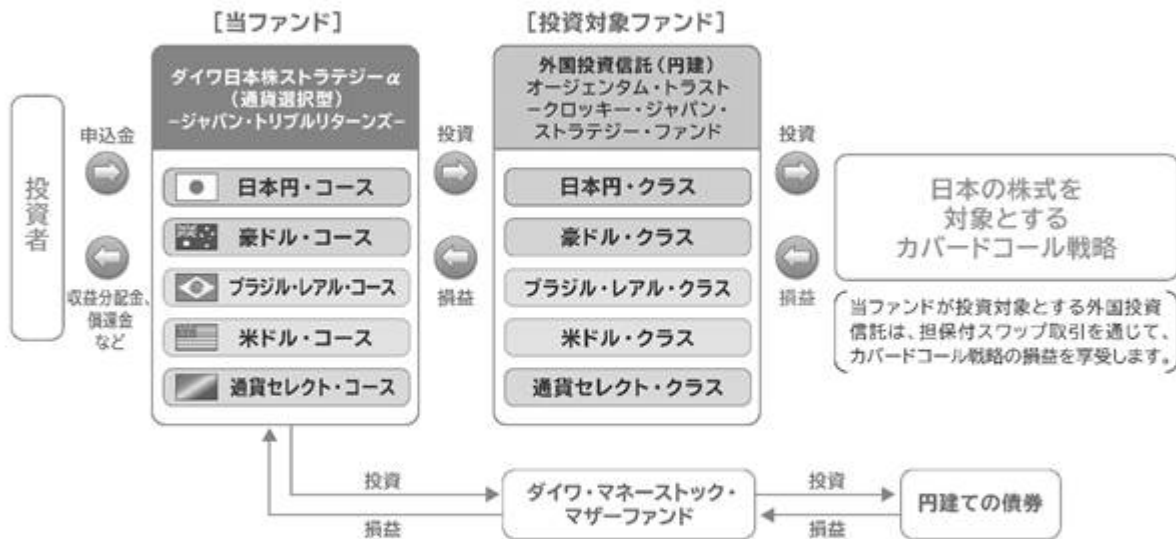 [当ファンド]
[投資対象ファンド]
投資者
申込金
収益分配金、
償還金
など
ダイワ日本株ストラテジーα
(通貨選択型)
-ジャパン・トリプルリターンズ-
日本円・コース
豪ドル・コース
ブラジル・レアル・コース
米ドル・コース
通貨セレクト・コース
投資
損益
外国投資信託(円建)
オージェンタム・トラスト
-クロッキー・ジャパン・
ストラテジー・ファンド
日本円・クラス
豪ドル・クラス
ブラジル・レアル・クラス
米ドル・クラス
通貨セレクト・クラス
投資
損益
日本の株式を
対象とする
カバードコール戦略
当ファンドが投資対象とする外国投資
信託は、担保付スワップ取引を通じて、
カバードコール戦略の損益を享受します。
投資
損益
ダイワ・マネーストック・
マザーファンド
投資
損益
円建ての債券